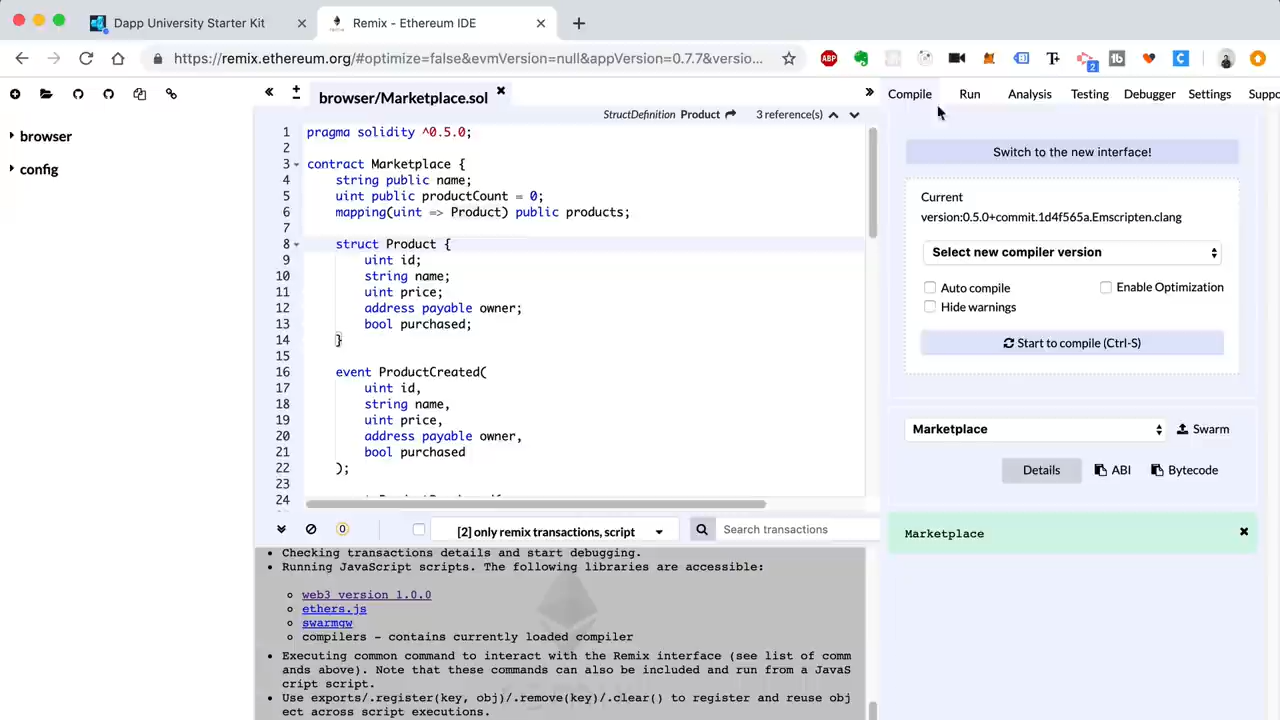 Dapp University Starter Kit
Remix - Ethereum IDE
https://remix.ethereum.org/#optimize=false&evmVersion=null&appVersion=0.7.7&versio...
browser/Marketplace.sol
Compile Run Analysis Testing Debugger Settings Suppo
StructDefinition Product 3 reference(s)
browser
config
1 pragma solidity ^0.5.0;
2
3 contract Marketplace {
4 string public name;
5 uint public productCount = 0;
6 mapping(uint => Product) public products;
7
8 struct Product {
9 uint id;
10 string name;
11 uint price;
12 address payable owner;
13 bool purchased;
14 }
15
16 event ProductCreated(
17 uint id,
18 string name,
19 uint price,
20 address payable owner,
21 bool purchased
22 );
23
24
0
[2] only remix transactions, script
Search transactions
• Checking transactions details and start debugging.
• Running JavaScript scripts. The following libraries are accessible:
o web3 version 1.0.0
o ethers.js
o swarmgw
o compilers - contains currently loaded compiler
• Executing common command to interact with the Remix interface (see list of comm
ands above). Note that these commands can also be included and run from a JavaS
cript script.
• Use exports/.register(key, obj)/.remove(key)/.clear() to register and reuse obj
ect across script executions.
Switch to the new interface!
Current
version:0.5.0+commit.1d4f565a.Emscripten.clang
Select new compiler version
Auto compile
Enable Optimization
Hide warnings
Start to compile (Ctrl-S)
Marketplace
Swarm
Details ABI Bytecode
Marketplace